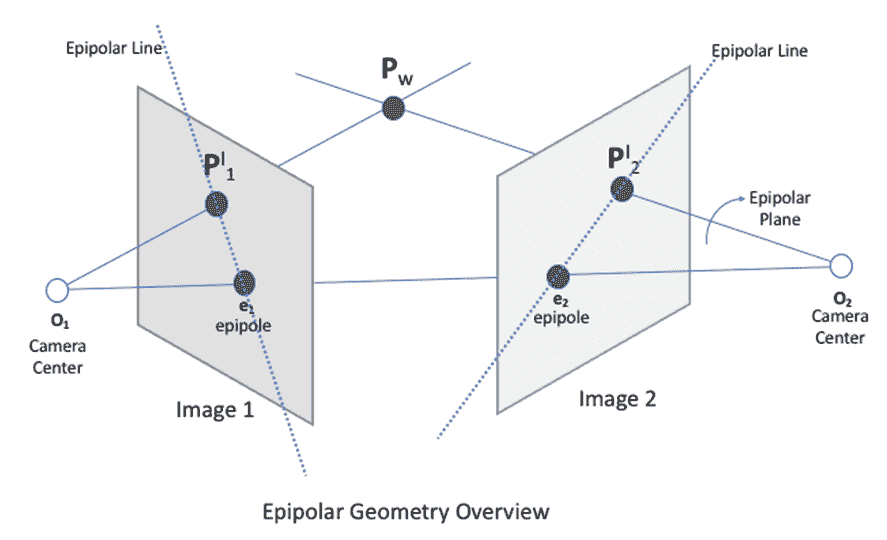 Epipolar Line
P_w
Epipolar Line
P^I_1
P^I_2
Epipolar
Plane
e_1
epipole
e_2
epipole
O_1
Camera
Center
O_2
Camera
Center
Image 1
Image 2
Epipolar Geometry Overview